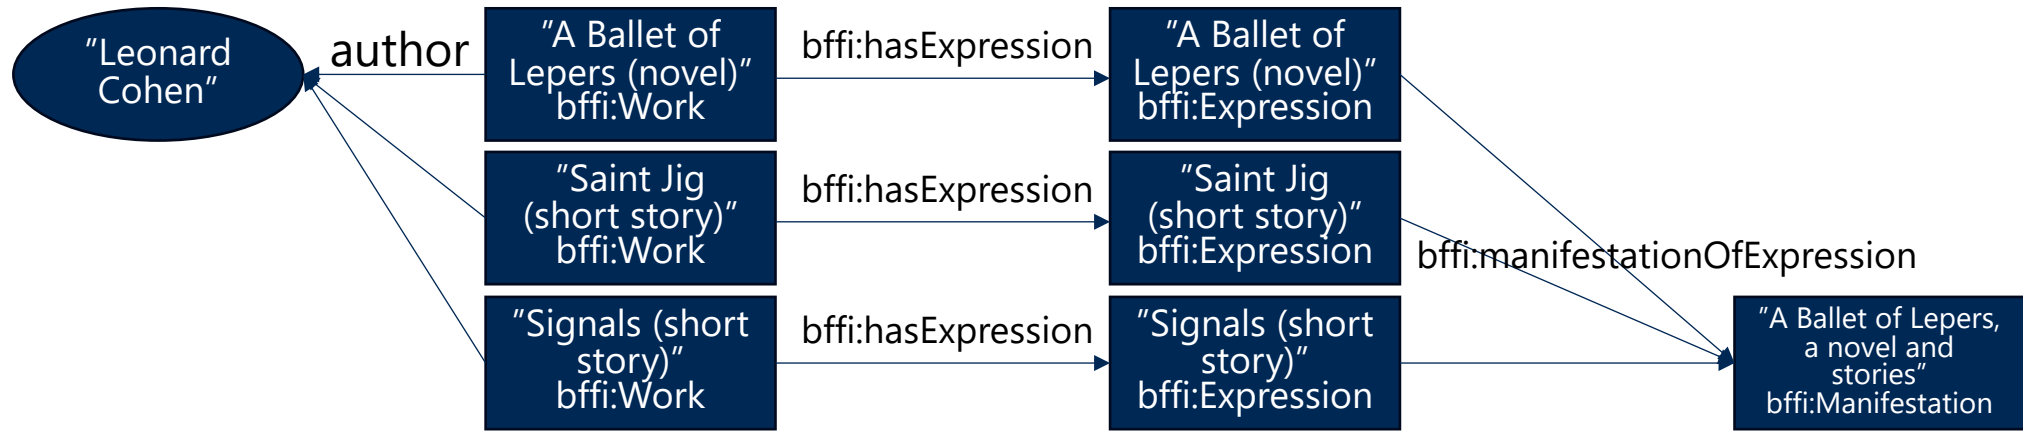 ”Leonard
Cohen”
author
”A Ballet of
Lepers (novel)”
bffi:Work
bffi:hasExpression
”A Ballet of
Lepers (novel)”
bffi:Expression
”Saint Jig
(short story)”
bffi:Work
bffi:hasExpression
”Saint Jig
(short story)”
bffi:Expression
bffi:manifestationOfExpression
”Signals (short
story)”
bffi:Work
bffi:hasExpression
”Signals (short
story)”
bffi:Expression
”A Ballet of Lepers,
a novel and
stories”
bffi:Manifestation